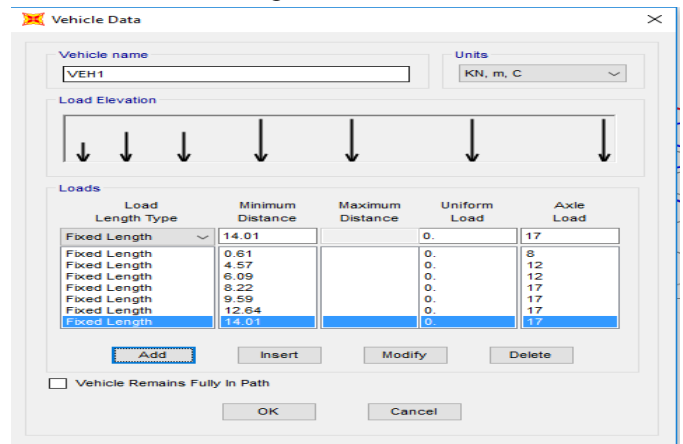 Vehicle Data
Vehicle name
Units
VEH1
KN, m, C
Load Elevation
Loads
Load Length Type Minimum Distance Maximum Distance Uniform Load Axle Load
Fixed Length 14.01 0. 17
Fixed Length 0.61 0. 8
Fixed Length 4.57 0. 12
Fixed Length 6.09 0. 12
Fixed Length 8.22 0. 17
Fixed Length 9.59 0. 17
Fixed Length 12.64 0. 17
Fixed Length 14.01 0. 17
Add Insert Modify Delete
Vehicle Remains Fully In Path
OK Cancel